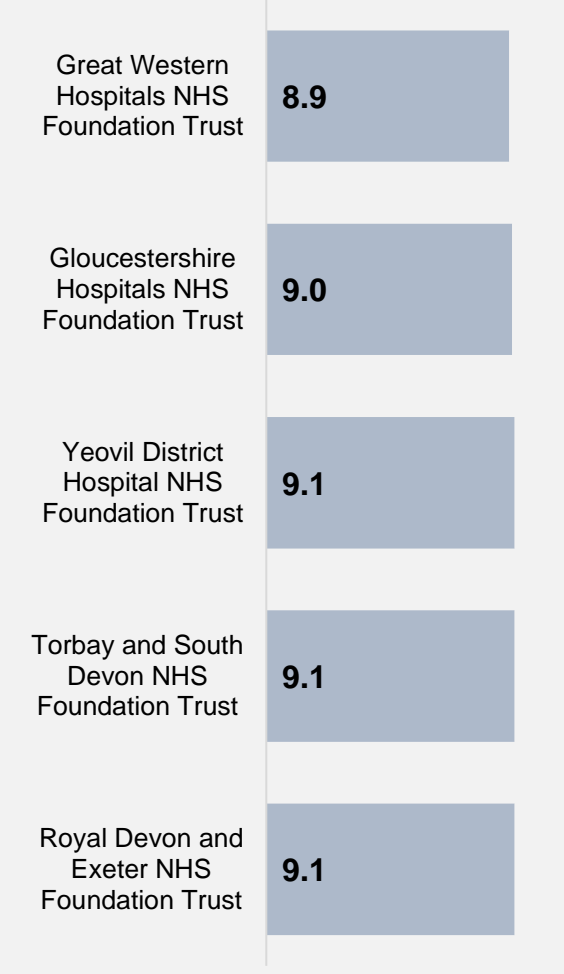 Great Western
Hospitals NHS
Foundation Trust
8.9
Gloucestershire
Hospitals NHS
Foundation Trust
9.0
Yeovil District
Hospital NHS
Foundation Trust
9.1
Torbay and South
Devon NHS
Foundation Trust
9.1
Royal Devon and
Exeter NHS
Foundation Trust
9.1